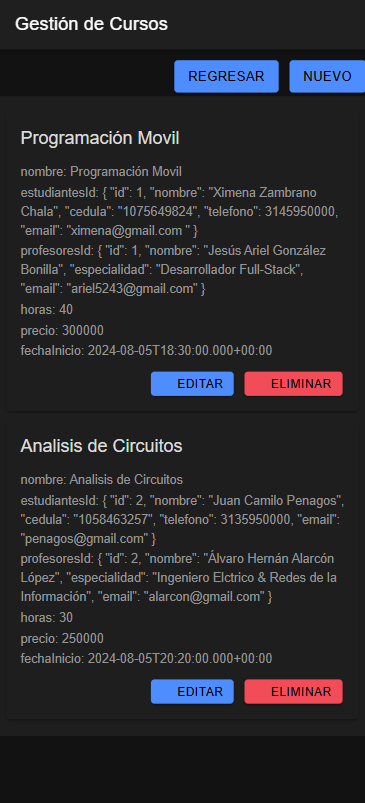 Gestión de Cursos
REGRESAR
NUEVO
Programación Movil
nombre: Programación Movil
estudiantesId: { "id": 1, "nombre": "Ximena Zambrano
Chala", "cedula": "1075649824", "telefono": 3145950000,
"email": "ximena@gmail.com " }
profesoresId: { "id": 1, "nombre": "Jesús Ariel González
Bonilla", "especialidad": "Desarrollador Full-Stack",
"email": "ariel5243@gmail.com" }
horas: 40
precio: 300000
fechaInicio: 2024-08-05T18:30:00.000+00:00
EDITAR
ELIMINAR
Analisis de Circuitos
nombre: Analisis de Circuitos
estudiantesId: { "id": 2, "nombre": "Juan Camilo Penagos",
"cedula": "1058463257", "telefono": 3135950000, "email":
"penagos@gmail.com" }
profesoresId: { "id": 2, "nombre": "Álvaro Hernán Alarcón
López", "especialidad": "Ingeniero Elctrico & Redes de la
Información", "email": "alarcon@gmail.com" }
horas: 30
precio: 250000
fechaInicio: 2024-08-05T20:20:00.000+00:00
EDITAR
ELIMINAR